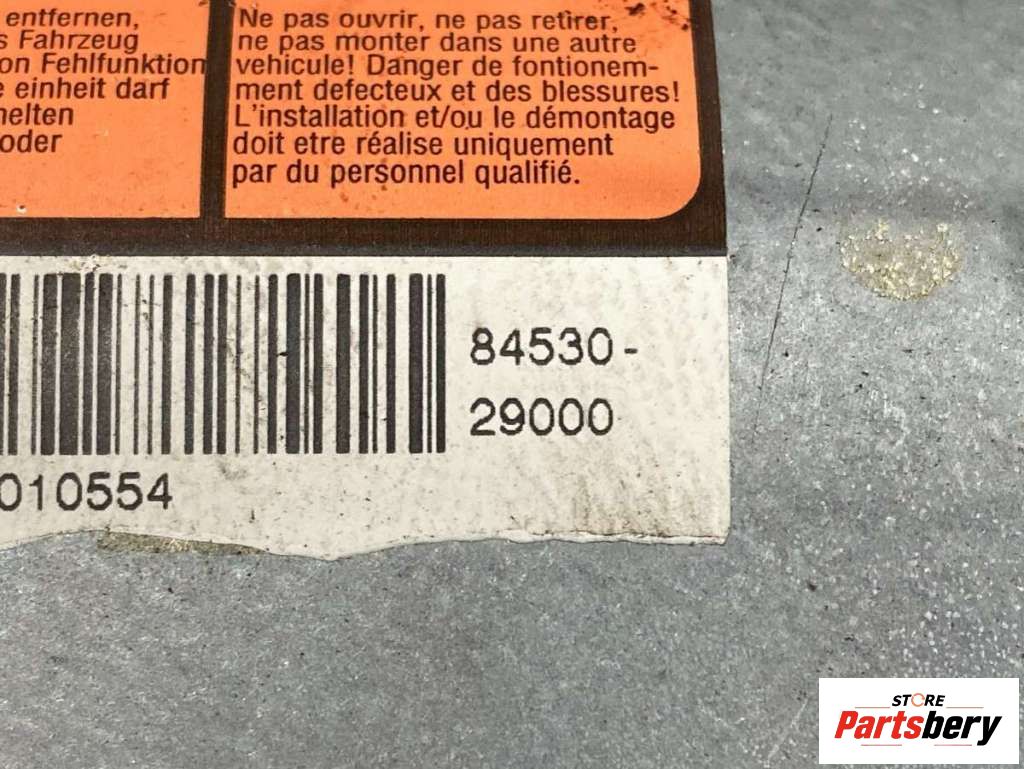 entfernen,
s Fahrzeug
on Fehlfunktion
e einheit darf
nelten
oder
Ne pas ouvrir, ne pas retirer,
ne pas monter dans une autre
vehicule! Danger de fontionem-
ment defecteux et des blessures!
L'installation et/ou le démontage
doit etre réalise uniquement
par du personnel qualifié.
84530-
29000
010554
STORE
Partsbery